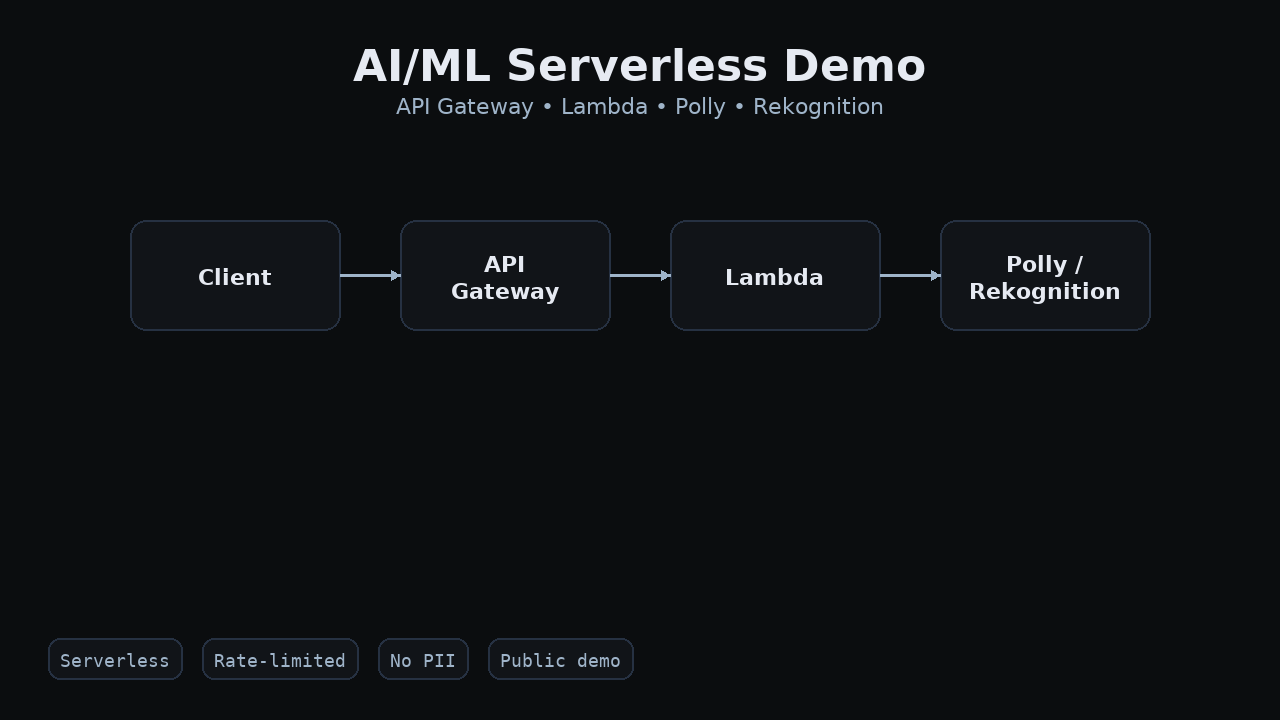 AI/ML Serverless Demo
API Gateway • Lambda • Polly • Rekognition
Client
API
Gateway
Lambda
Polly /
Rekognition
Serverless
Rate-limited
No PII
Public demo